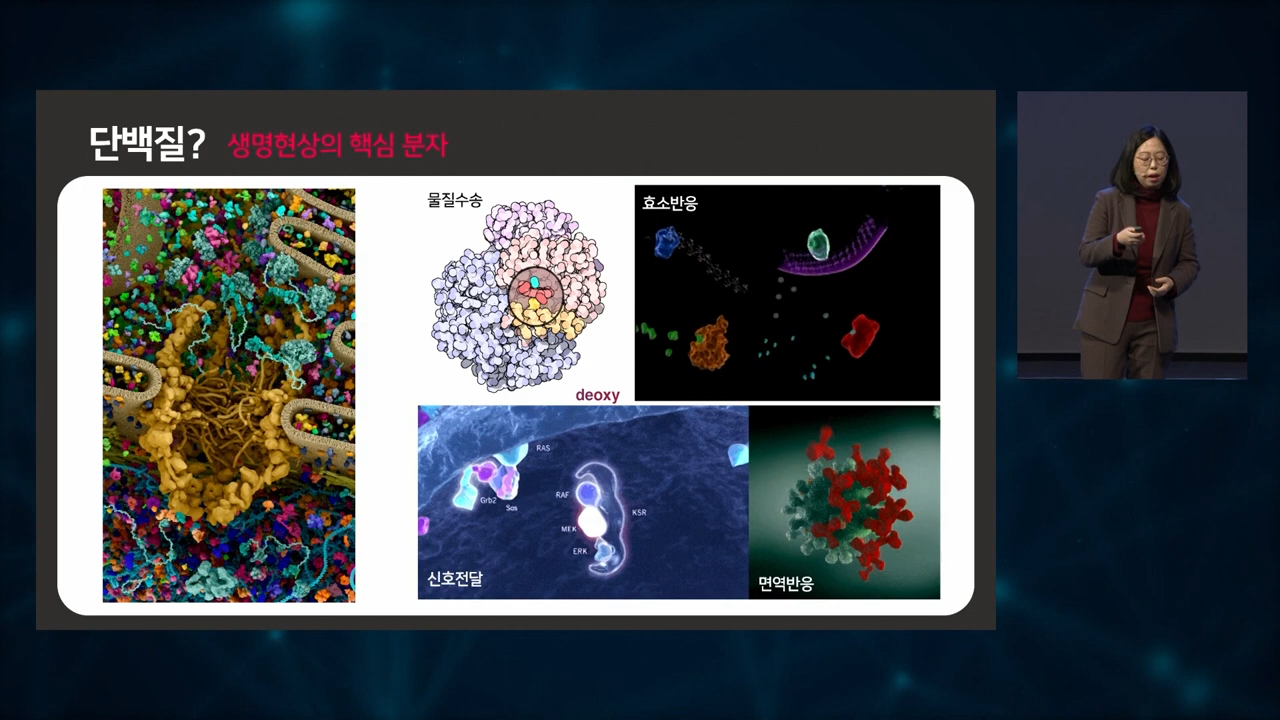 단백질? 생명현상의 핵심 분자
물질수송
deoxy
효소반응
RAS
Grb2
Sos
RAF
MEK
ERK
KSR
신호전달
면역반응